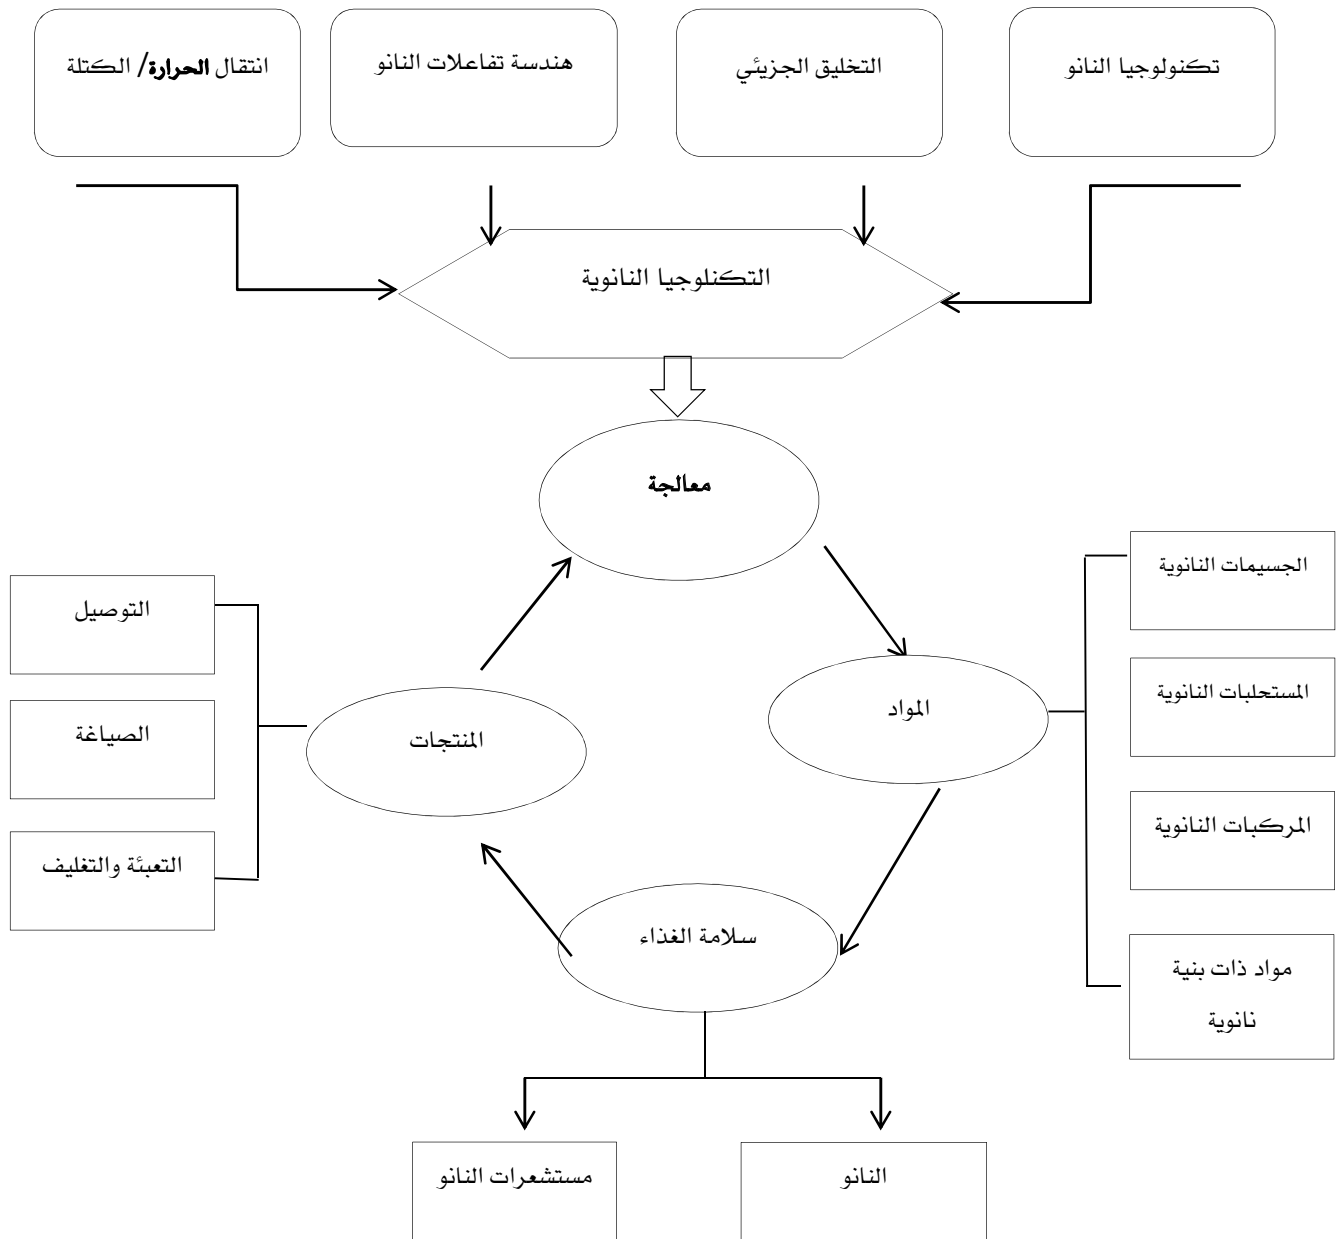 تكنولوجيا النانو
التخليق الجزيئي
هندسة تفاعلات النانو
انتقال الحرارة/ الكتلة
التكنلوجيا النانوية
معالجة
الجسيمات النانوية
المستحلبات النانوية
المركبات النانوية
مواد ذات بنية
نانوية
المواد
المنتجات
التوصيل
الصياغة
التعبئة والتغليف
سلامة الغذاء
النانو
مستشعرات النانو